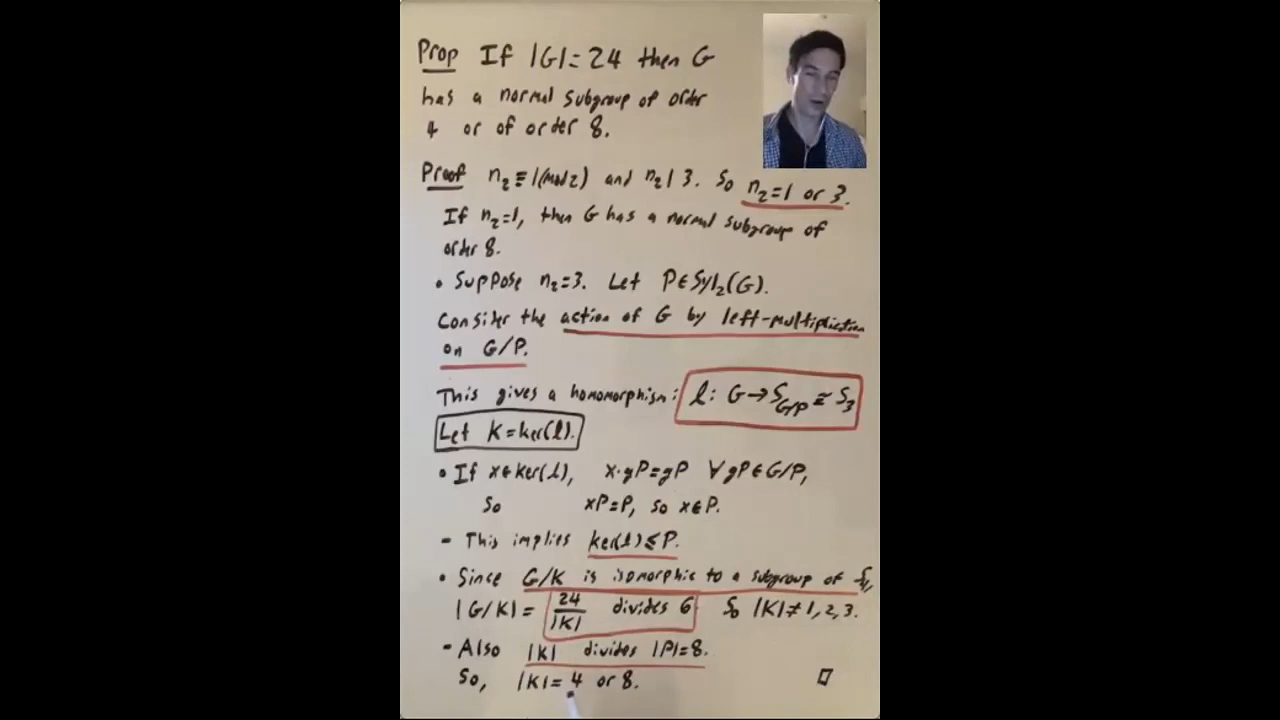 Prop If |G|=24 then G
has a normal subgroup of order
4 or of order 8.
Proof n₂≡1(mod 2) and n₂|3. So n₂=1 or 3.
If n₂=1, then G has a normal subgroup of
order 8.
• Suppose n₂=3. Let P∈Syl₂(G).
Consider the action of G by left-multiplication
on G/P.
This gives a homomorphism: l: G→S_{G/P}≅S₃
Let K=ker(l).
• If x∈ker(l), x·gP=gP ∀gP∈G/P,
So xP=P, so x∈P.
- This implies ker(l)≤P.
• Since G/K is isomorphic to a subgroup of
|G/K|= 24/|K| divides 6 So |K|≠1,2,3.
- Also |K| divides |P|=8.
So, |K|=4 or 8. □